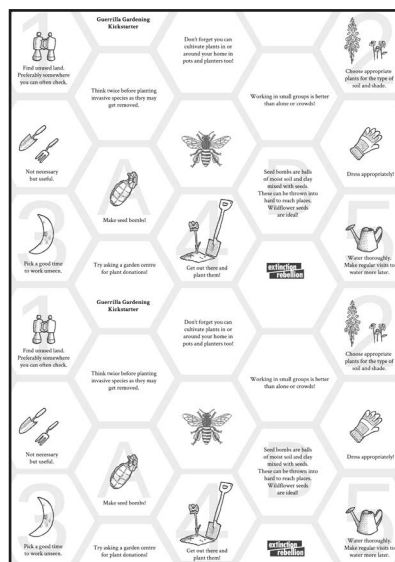 1
Find unused land.
Preferably somewhere
you can often check.
Guerrilla Gardening
Kickstarter
Don't forget you can
cultivate plants in or
around your home in
pots and planters too!
2
Choose appropriate
plants for the type of
soil and shade.
Think twice before planting
invasive species as they may
get removed.
Working in small groups is better
than alone or crowds!
Not necessary
but useful.
Make seed bombs!
Seed bombs are balls
of moist soil and clay
mixed with seeds.
These can be thrown into
hard to reach places.
Wildflower seeds
are ideal!
Dress appropriately!
3
Pick a good time
to work unseen.
Try asking a garden centre
for plant donations!
4
Get out there and
plant them!
extinction
rebellion
5
Water thoroughly.
Make regular visits to
water more later.
1
Find unused land.
Preferably somewhere
you can often check.
Guerrilla Gardening
Kickstarter
Don't forget you can
cultivate plants in or
around your home in
pots and planters too!
2
Choose appropriate
plants for the type of
soil and shade.
Think twice before planting
invasive species as they may
get removed.
Working in small groups is better
than alone or crowds!
Not necessary
but useful.
Make seed bombs!
Seed bombs are balls
of moist soil and clay
mixed with seeds.
These can be thrown into
hard to reach places.
Wildflower seeds
are ideal!
Dress appropriately!
3
Pick a good time
to work unseen.
Try asking a garden centre
for plant donations!
4
Get out there and
plant them!
extinction
rebellion
5
Water thoroughly.
Make regular visits to
water more later.